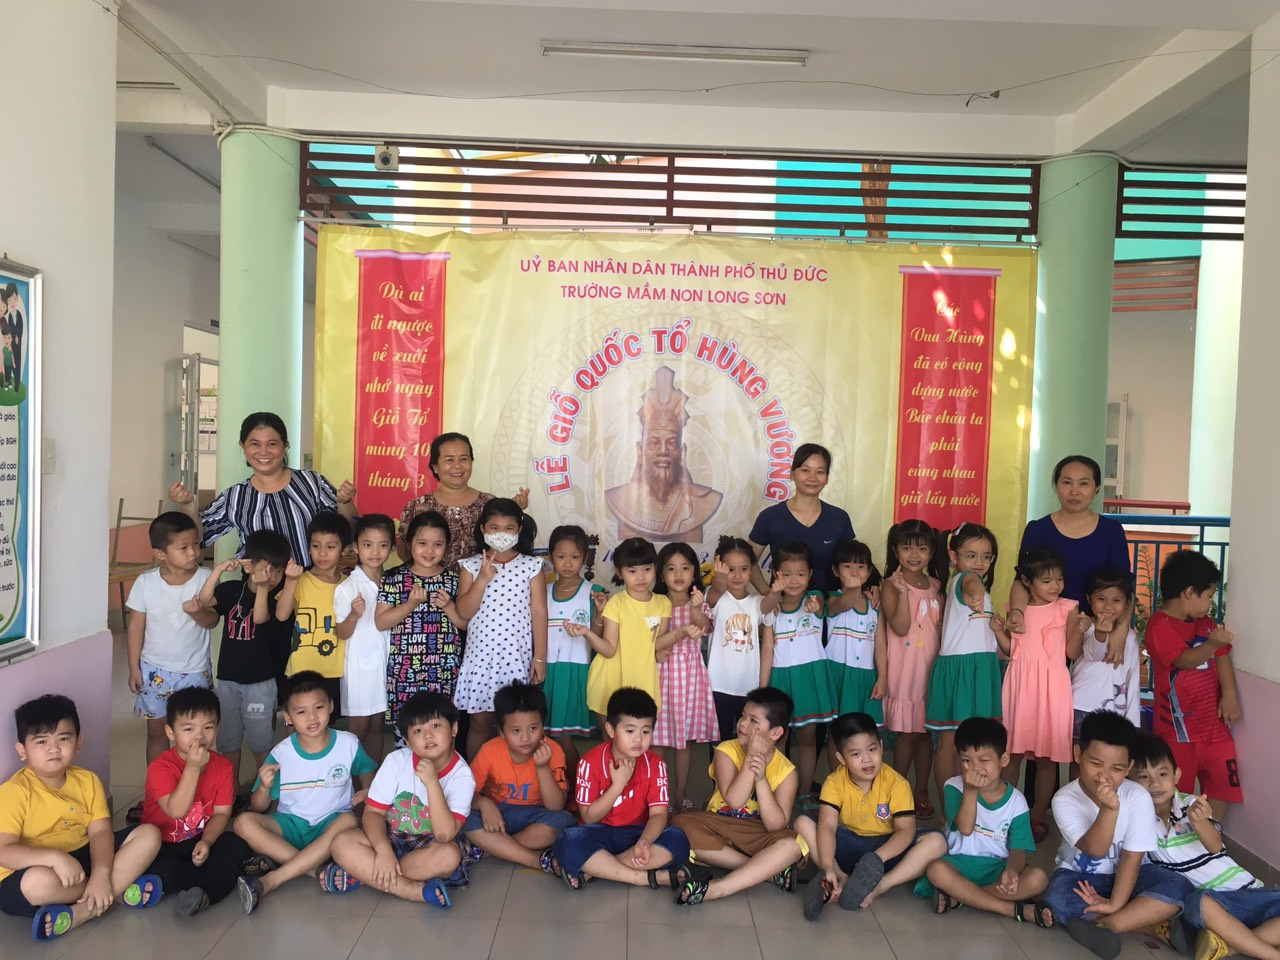 UỶ BAN NHÂN DÂN THÀNH PHỐ THỦ ĐỨC
TRƯỜNG MẦM NON LONG SƠN
LỄ GIỖ QUỐC TỔ HÙNG VƯƠNG
Dù ai
đi ngược
về xuôi
nhớ ngày
Giỗ Tổ
mùng 10
tháng 3
Các
Vua Hùng
đã có công
dựng nước
Bác cháu ta
phải
cùng nhau
giữ lấy nước